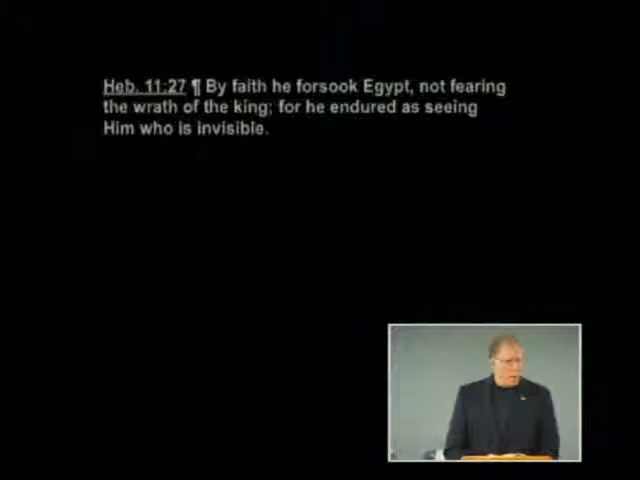 Heb. 11:27 ¶ By faith he forsook Egypt, not fearing
the wrath of the king; for he endured as seeing
Him who is invisible.